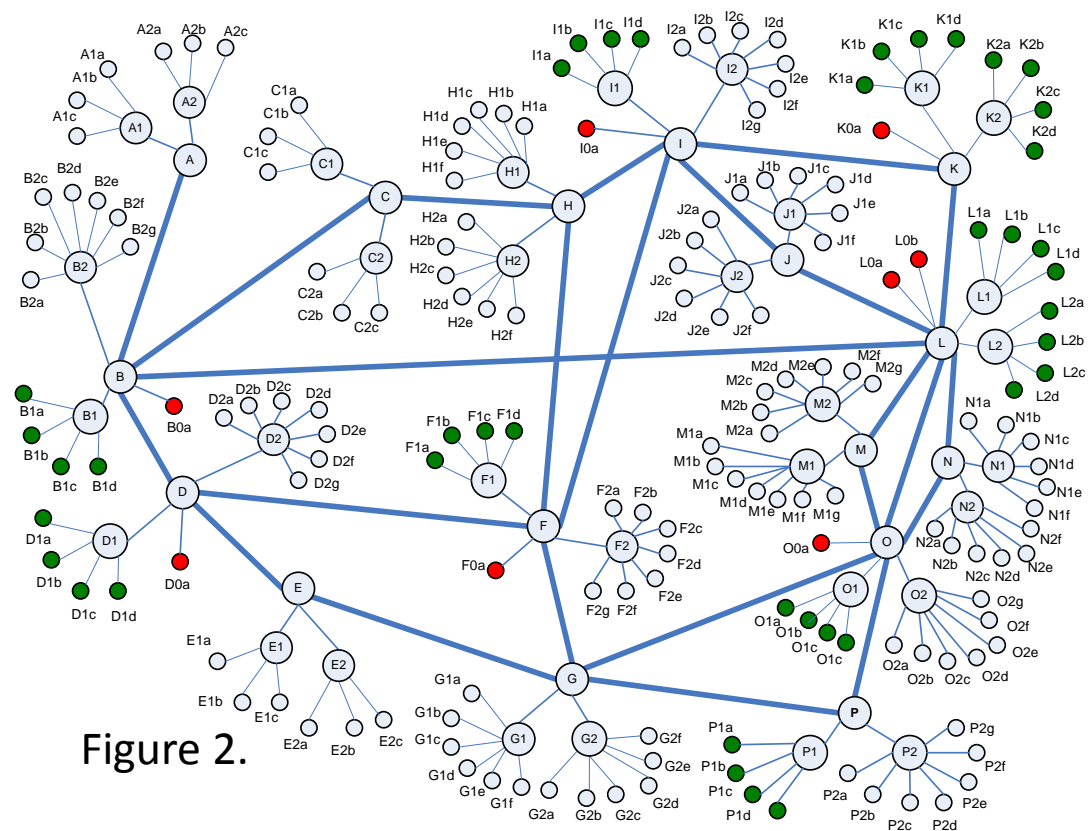 A2a
A2b
A2c
A1a
A1b
A1c
A1
A2
A
B2c
B2d
B2e
B2f
B2g
B2b
B2a
B2
B
B1a
B1b
B1c
B1d
B1
B0a
C1a
C1b
C1c
C1
C
C2
C2a
C2b
C2c
H1c
H1b
H1a
H1d
H1e
H1f
H1
H
H2a
H2b
H2c
H2d
H2e
H2f
H2
I1b
I1c
I1d
I1a
I1
I0a
I
I2b
I2c
I2a
I2d
I2e
I2f
I2g
I2
K1c
K1d
K1b
K1a
K1
K0a
K
K2a
K2b
K2c
K2d
K2
J1b
J1c
J1a
J1d
J1e
J1f
J1
J
J2a
J2b
J2c
J2d
J2e
J2f
J2
L0b
L0a
L1a
L1b
L1c
L1d
L1
L
L2
L2a
L2b
L2c
L2d
D2b
D2c
D2a
D2d
D2e
D2f
D2g
D2
D
D1
D1a
D1b
D1c
D1d
D0a
F1b
F1c
F1d
F1a
F1
F
F0a
F2a
F2b
F2c
F2d
F2e
F2f
F2g
F2
M2f
M2e
M2d
M2g
M2c
M2b
M2a
M2
M
M1a
M1b
M1c
M1d
M1e
M1f
M1g
M1
N1a
N1b
N1c
N1d
N1e
N1f
N1
N
N2
N2a
N2b
N2c
N2d
N2e
N2f
O0a
O
O1
O1a
O1b
O1c
O1c
O2
O2g
O2f
O2e
O2d
O2c
O2b
O2a
E
E1a
E1
E1b
E1c
E2
E2a
E2b
E2c
G
G1a
G1b
G1c
G1d
G1e
G1f
G1
G2
G2a
G2b
G2c
G2d
G2e
G2f
P
P1a
P1b
P1c
P1d
P1
P2
P2g
P2f
P2e
P2d
P2c
P2b
P2a
Figure 2.